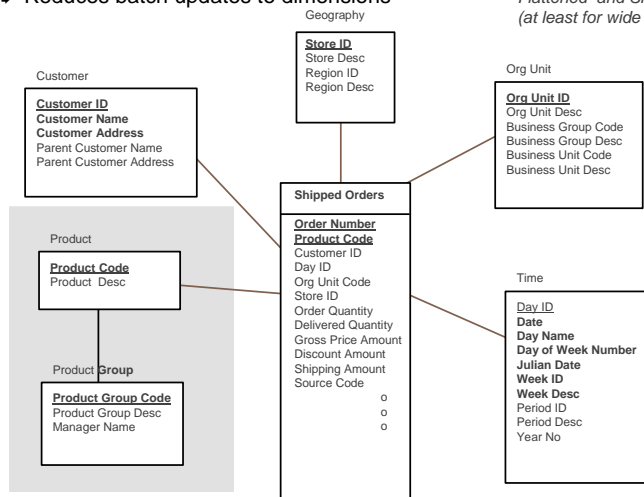 Reduces batch updates to dimensions
(at least for wide
Geography
Store ID
Store Desc
Region ID
Region Desc
Customer
Customer ID
Customer Name
Customer Address
Parent Customer Name
Parent Customer Address
Org Unit
Org Unit ID
Org Unit Desc
Business Group Code
Business Group Desc
Business Unit Code
Business Unit Desc
Shipped Orders
Order Number
Product Code
Customer ID
Day ID
Org Unit Code
Store ID
Order Quantity
Delivered Quantity
Gross Price Amount
Discount Amount
Shipping Amount
Source Code
o
o
o
Product
Product Code
Product Desc
Product Group
Product Group Code
Product Group Desc
Manager Name
Time
Day ID
Date
Day Name
Day of Week Number
Julian Date
Week ID
Week Desc
Period ID
Period Desc
Year No